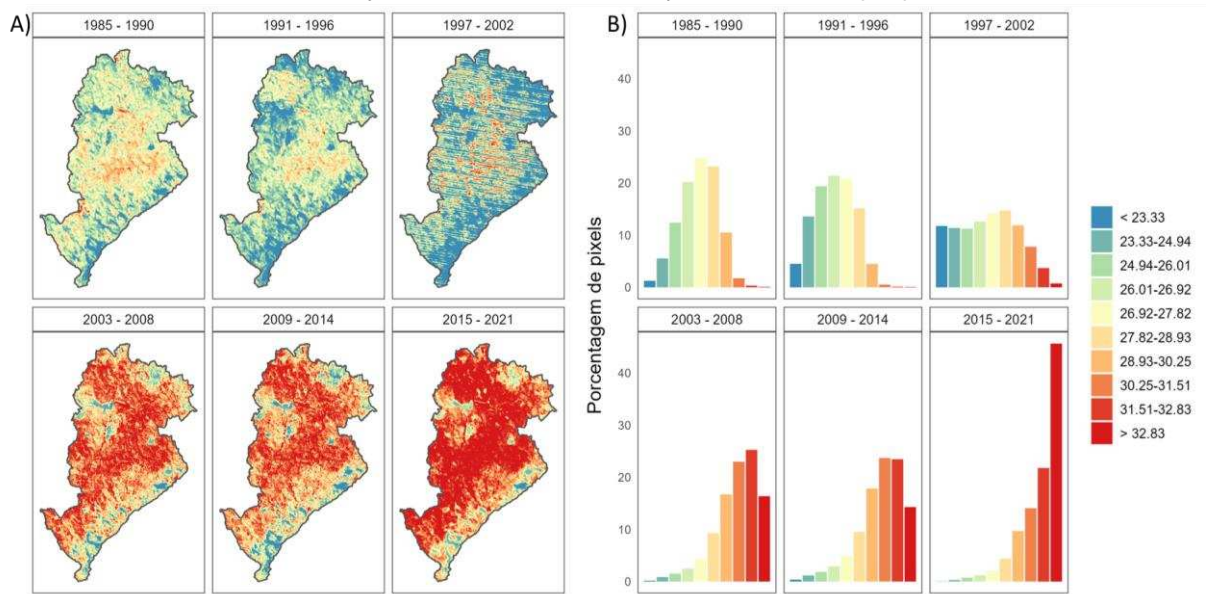 A)
1985 - 1990
1991 - 1996
1997 - 2002
2003 - 2008
2009 - 2014
2015 - 2021
B)
1985 - 1990
1991 - 1996
1997 - 2002
40
30
20
10
0
Porcentagem de pixels
2003 - 2008
2009 - 2014
2015 - 2021
40
30
20
10
0
< 23.33
23.33-24.94
24.94-26.01
26.01-26.92
26.92-27.82
27.82-28.93
28.93-30.25
30.25-31.51
31.51-32.83
> 32.83